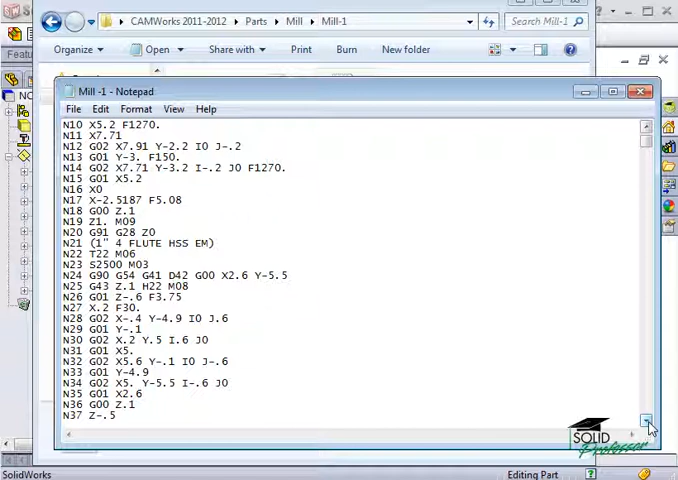 CAMWorks 2011-2012 Parts Mill Mill-1 Search Mill-1
Organize Open Share with Print Burn New folder
Mill -1 - Notepad
File Edit Format View Help
N10 X5.2 F1270.
N11 X7.71
N12 G02 X7.91 Y-2.2 I0 J-.2
N13 G01 Y-3. F150.
N14 G02 X7.71 Y-3.2 I-.2 J0 F1270.
N15 G01 X5.2
N16 X0
N17 X-2.5187 F5.08
N18 G00 Z.1
N19 Z1. M09
N20 G91 G28 Z0
N21 (1" 4 FLUTE HSS EM)
N22 T22 M06
N23 S2500 M03
N24 G90 G54 G41 D42 G00 X2.6 Y-5.5
N25 G43 Z.1 H22 M08
N26 G01 Z-.6 F3.75
N27 X.2 F30.
N28 G02 X-.4 Y-4.9 I0 J.6
N29 G01 Y-.1
N30 G02 X.2 Y.5 I.6 J0
N31 G01 X5.
N32 G02 X5.6 Y-.1 I0 J-.6
N33 G01 Y-4.9
N34 G02 X5. Y-5.5 I-.6 J0
N35 G01 X2.6
N36 G00 Z.1
N37 Z-.5
SOLID
Professor
SolidWorks Editing Part